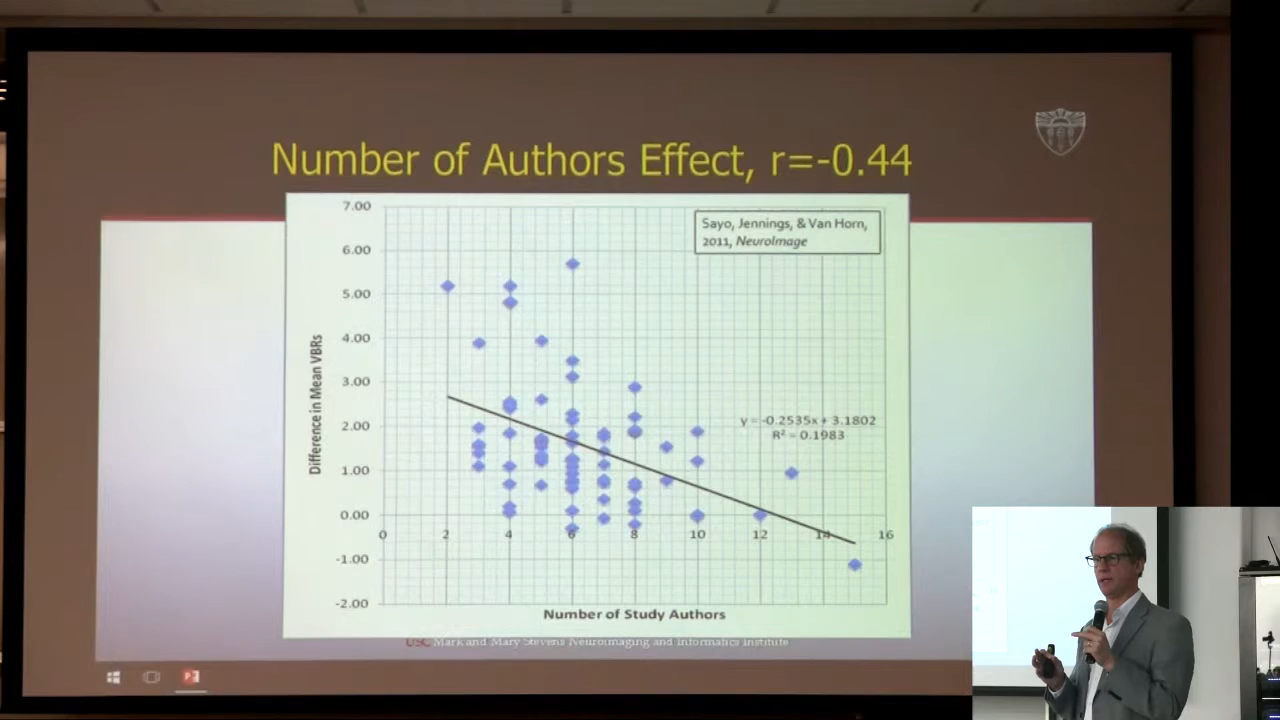 Number of Authors Effect, r=-0.44
Sayo, Jennings, & Van Horn,
2011, NeuroImage
7.00
6.00
5.00
4.00
3.00
2.00
1.00
0.00
-1.00
-2.00
Difference in Mean VBRs
y = -0.2535x + 3.1802
R² = 0.1983
0 2 4 6 8 10 12 14 16
Number of Study Authors
USC Mark and Mary Stevens Neuroimaging and Informatics Institute